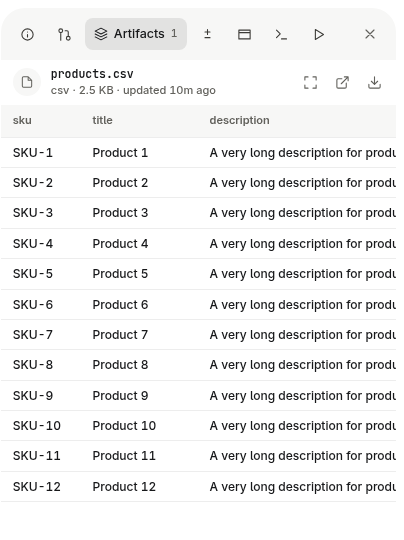 Artifacts 1
products.csv
csv · 2.5 KB · updated 10m ago
sku title description
SKU-1 Product 1 A very long description for produ
SKU-2 Product 2 A very long description for produ
SKU-3 Product 3 A very long description for produ
SKU-4 Product 4 A very long description for produ
SKU-5 Product 5 A very long description for produ
SKU-6 Product 6 A very long description for produ
SKU-7 Product 7 A very long description for produ
SKU-8 Product 8 A very long description for produ
SKU-9 Product 9 A very long description for produ
SKU-10 Product 10 A very long description for produ
SKU-11 Product 11 A very long description for produ
SKU-12 Product 12 A very long description for produ